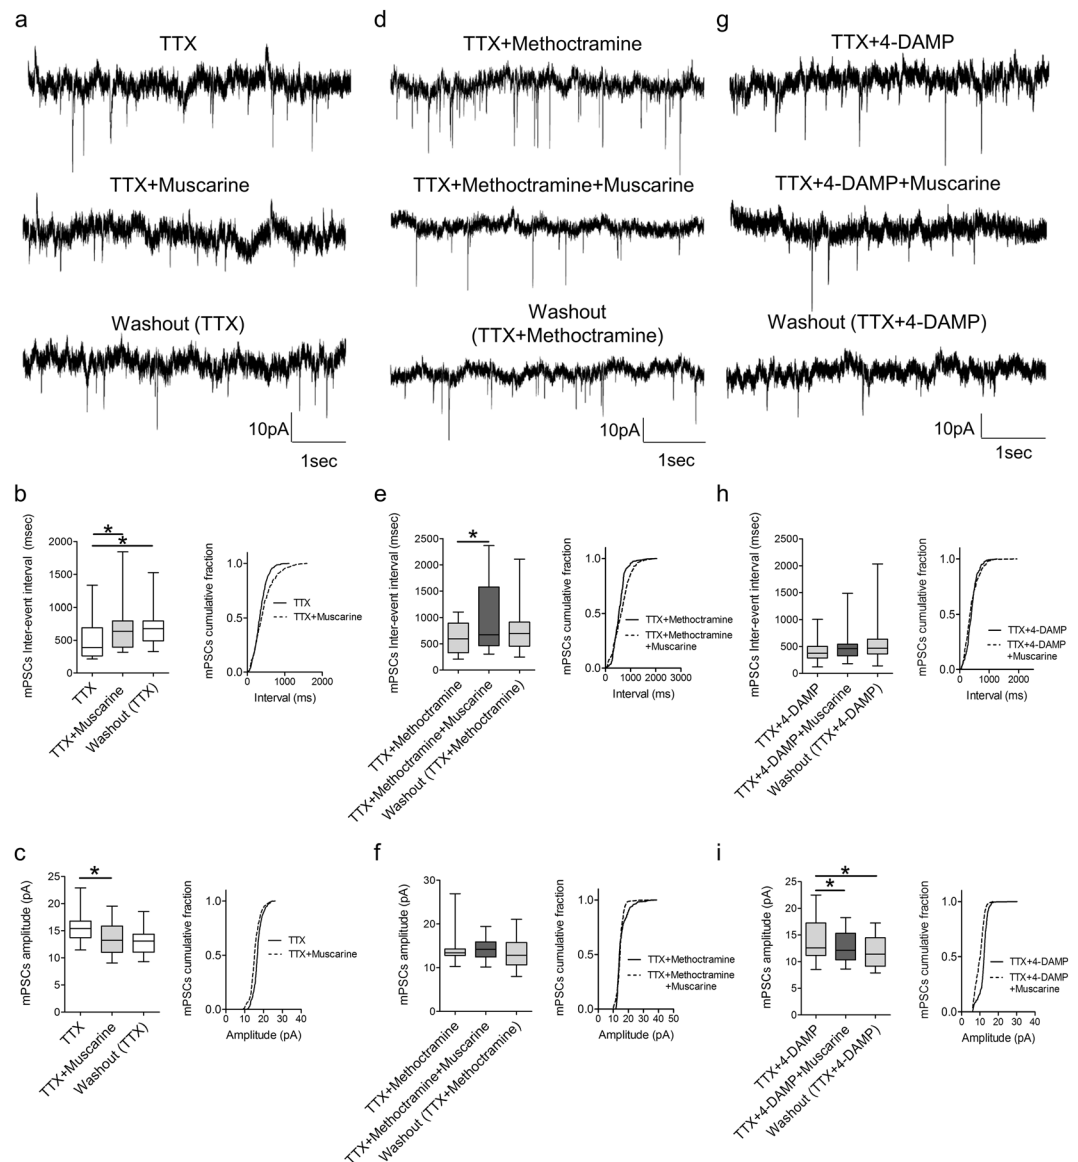 a
TTX
TTX+Muscarine
Washout (TTX)
10pA
1sec
d
TTX+Methoctramine
TTX+Methoctramine+Muscarine
Washout
(TTX+Methoctramine)
10pA
1sec
g
TTX+4-DAMP
TTX+4-DAMP+Muscarine
Washout (TTX+4-DAMP)
10pA
1sec
b
mPSCs Inter-event interval (msec)
2000
1500
1000
500
0
*
*
TTX
TTX+Muscarine
Washout (TTX)
mPSCs cumulative fraction
1.0
0.5
0.0
TTX
TTX+Muscarine
0
1000
2000
Interval (ms)
e
mPSCs Inter-event interval (msec)
2500
2000
1500
1000
500
0
*
TTX+Methoctramine
TTX+Methoctramine+Muscarine
Washout (TTX+Methoctramine)
mPSCs cumulative fraction
1.0
0.5
0.0
TTX+Methoctramine
TTX+Methoctramine
+Muscarine
0 1000 2000 3000
Interval (ms)
h
mPSCs Inter-event interval (msec)
2500
2000
1500
1000
500
0
TTX+4-DAMP
TTX+4-DAMP+Muscarine
Washout (TTX+4-DAMP)
mPSCs cumulative fraction
1.0
0.5
0.0
TTX+4-DAMP
TTX+4-DAMP
+Muscarine
0 1000 2000
Interval (ms)
c
mPSCs amplitude (pA)
25
20
15
10
5
0
*
TTX
TTX+Muscarine
Washout (TTX)
mPSCs cumulative fraction
1.0
0.5
0.0
TTX
TTX+Muscarine
0 10 20 30 40
Amplitude (pA)
f
mPSCs amplitude (pA)
30
20
10
0
TTX+Methoctramine
TTX+Methoctramine+Muscarine
Washout (TTX+Methoctramine)
mPSCs cumulative fraction
1.0
0.5
0.0
TTX+Methoctramine
TTX+Methoctramine
+Muscarine
0 10 20 30 40 50
Amplitude (pA)
i
mPSCs amplitude (pA)
25
20
15
10
5
0
*
*
TTX+4-DAMP
TTX+4-DAMP+Muscarine
Washout (TTX+4-DAMP)
mPSCs cumulative fraction
1.0
0.5
0.0
TTX+4-DAMP
TTX+4-DAMP
+Muscarine
0 10 20 30 40
Amplitude (pA)